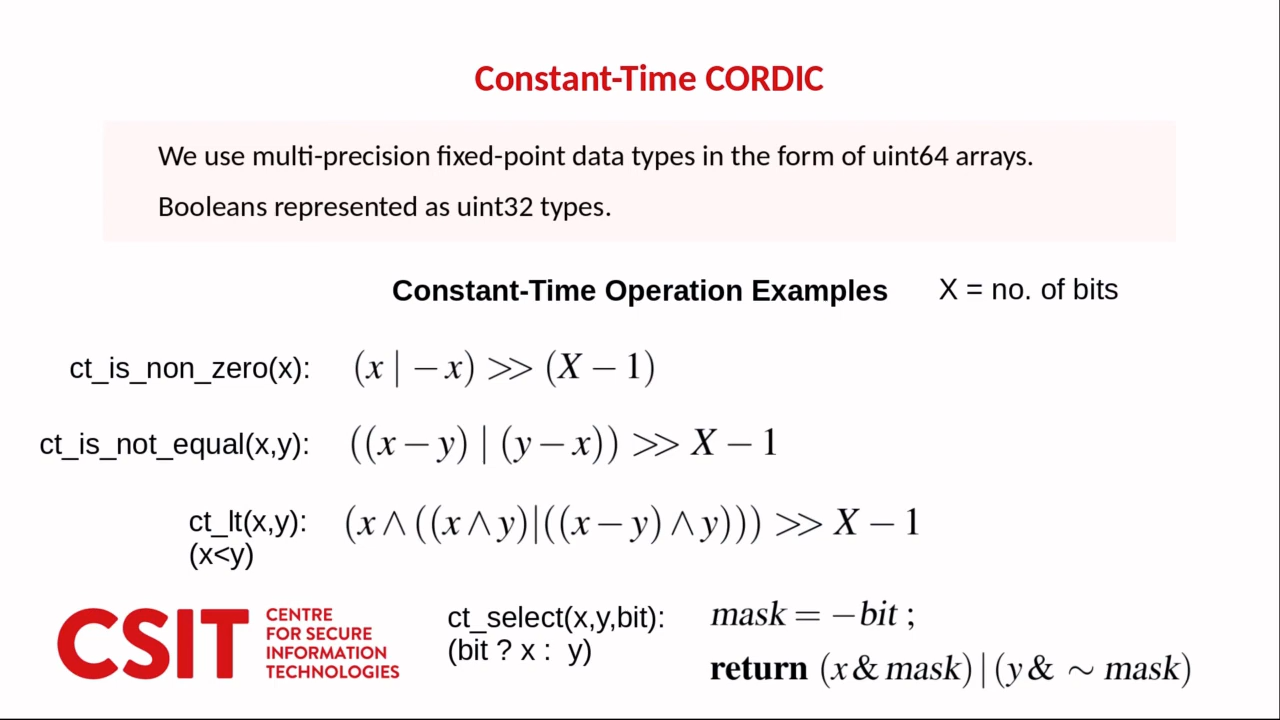 Constant-Time CORDIC
We use multi-precision fixed-point data types in the form of uint64 arrays.
Booleans represented as uint32 types.
Constant-Time Operation Examples X = no. of bits
ct_is_non_zero(x): (x | −x) ≫ (X − 1)
ct_is_not_equal(x,y): ((x − y) | (y − x)) ≫ X − 1
ct_lt(x,y): (x ∧ ((x ∧ y)|((x − y) ∧ y))) ≫ X − 1
(x<y)
ct_select(x,y,bit): mask = −bit ;
(bit ? x : y) return (x & mask) | (y & ∼ mask)
CSIT
CENTRE
FOR SECURE
INFORMATION
TECHNOLOGIES